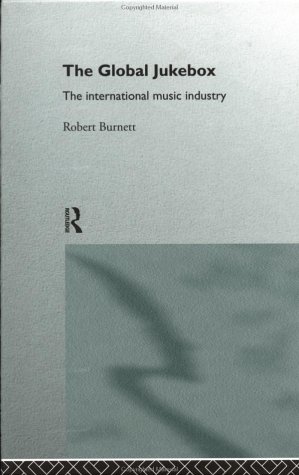 Copyrighted Material
The Global Jukebox
The international music industry
Robert Burnett
R
ROUTLEDGE
Copyrighted Material